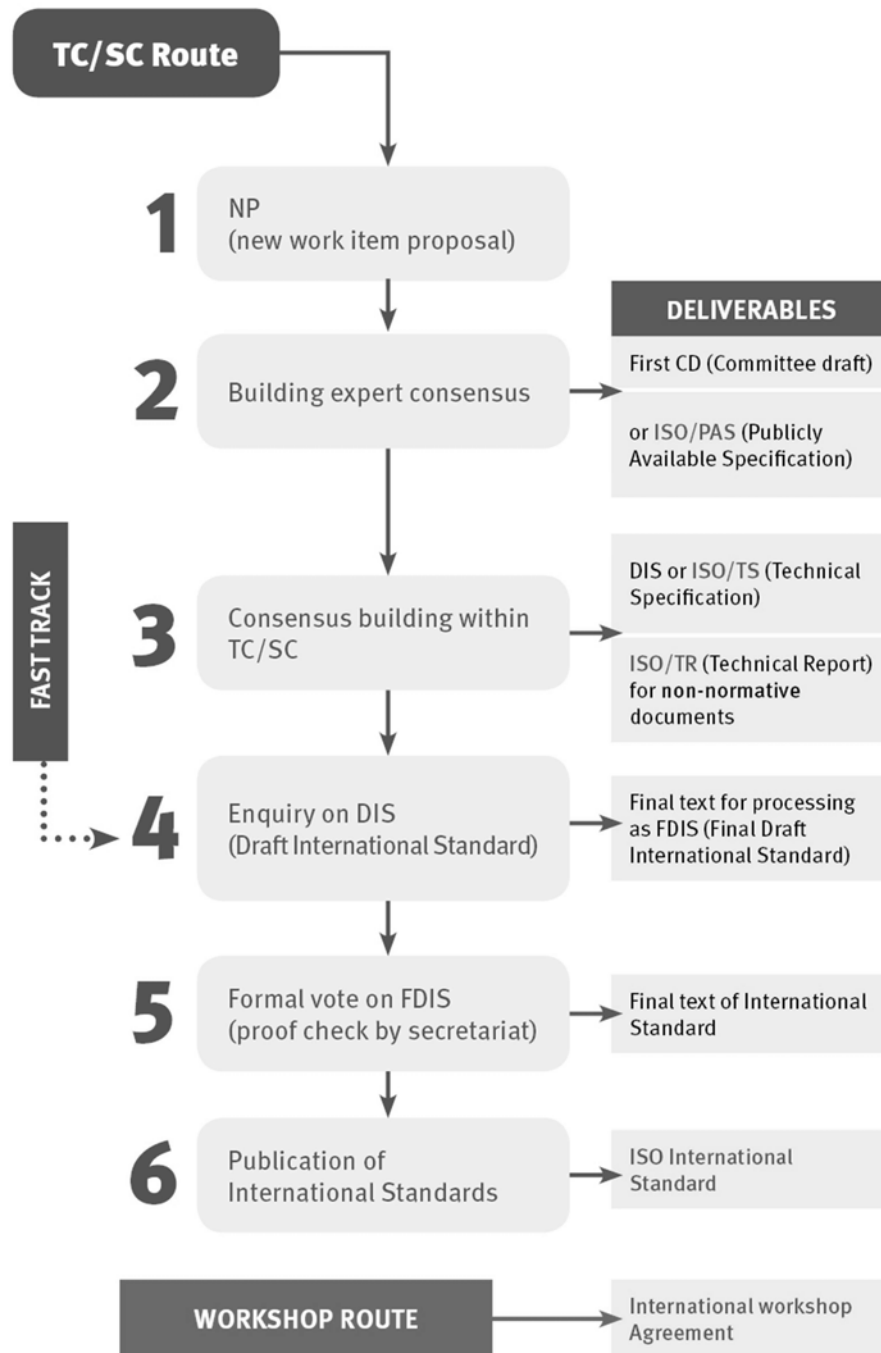 TC/SC Route
1
NP
(new work item proposal)
DELIVERABLES
2
Building expert consensus
First CD (Committee draft)
or ISO/PAS (Publicly
Available Specification)
FAST TRACK
3
Consensus building within
TC/SC
DIS or ISO/TS (Technical
Specification)
ISO/TR (Technical Report)
for non-normative
documents
4
Enquiry on DIS
(Draft International Standard)
Final text for processing
as FDIS (Final Draft
International Standard)
5
Formal vote on FDIS
(proof check by secretariat)
Final text of International
Standard
6
Publication of
International Standards
ISO International
Standard
WORKSHOP ROUTE
International workshop
Agreement